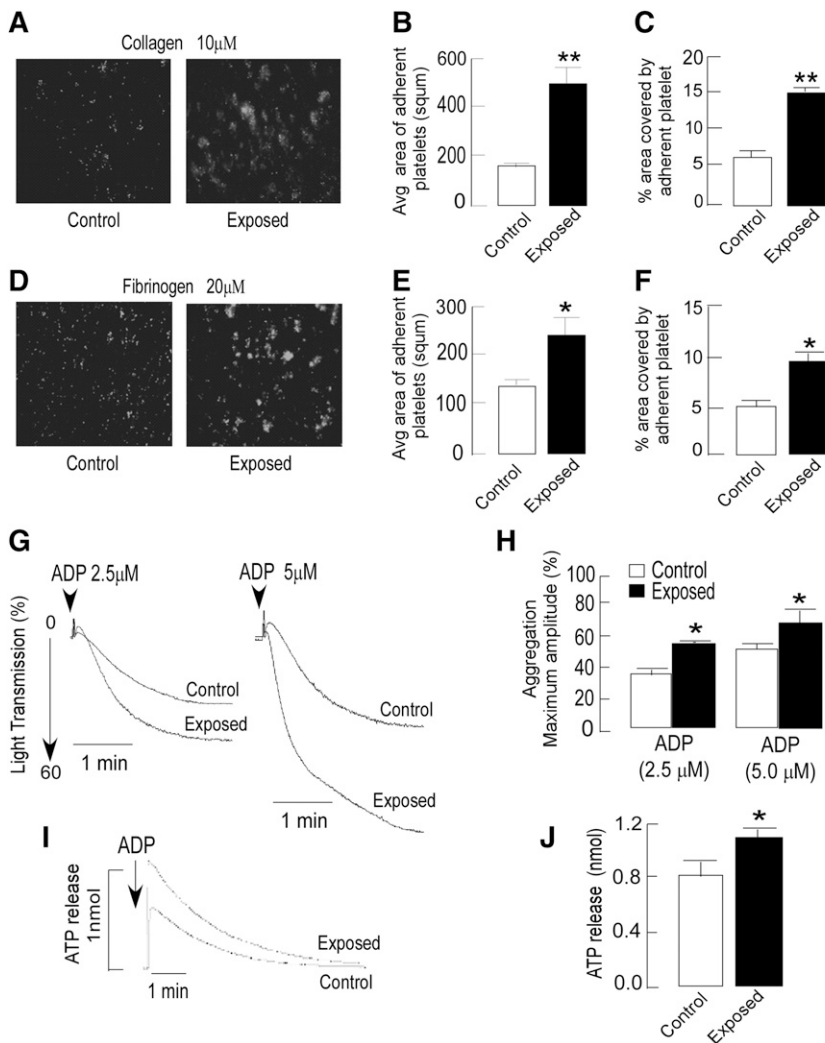 A
Collagen 10μM
Control
Exposed
B
Avg area of adherent
platelets (squm)
600
400
200
0
**
Control
Exposed
C
% area covered by
adherent platelet
20
15
10
5
0
**
Control
Exposed
D
Fibrinogen 20μM
Control
Exposed
E
Avg area of adherent
platelets (squm)
300
200
100
0
*
Control
Exposed
F
% area covered by
adherent platelet
15
10
5
0
*
Control
Exposed
G
ADP 2.5μM
ADP 5μM
Light Transmission (%)
0
60
Control
Exposed
1 min
Control
Exposed
1 min
H
Aggregation
Maximum amplitude (%)
100
80
60
40
20
0
Control
Exposed
*
*
ADP
(2.5 μM)
ADP
(5.0 μM)
I
ADP
ATP release
1nmol
Exposed
Control
1 min
J
ATP release (nmol)
1.2
0.8
0.4
0.0
*
Control
Exposed